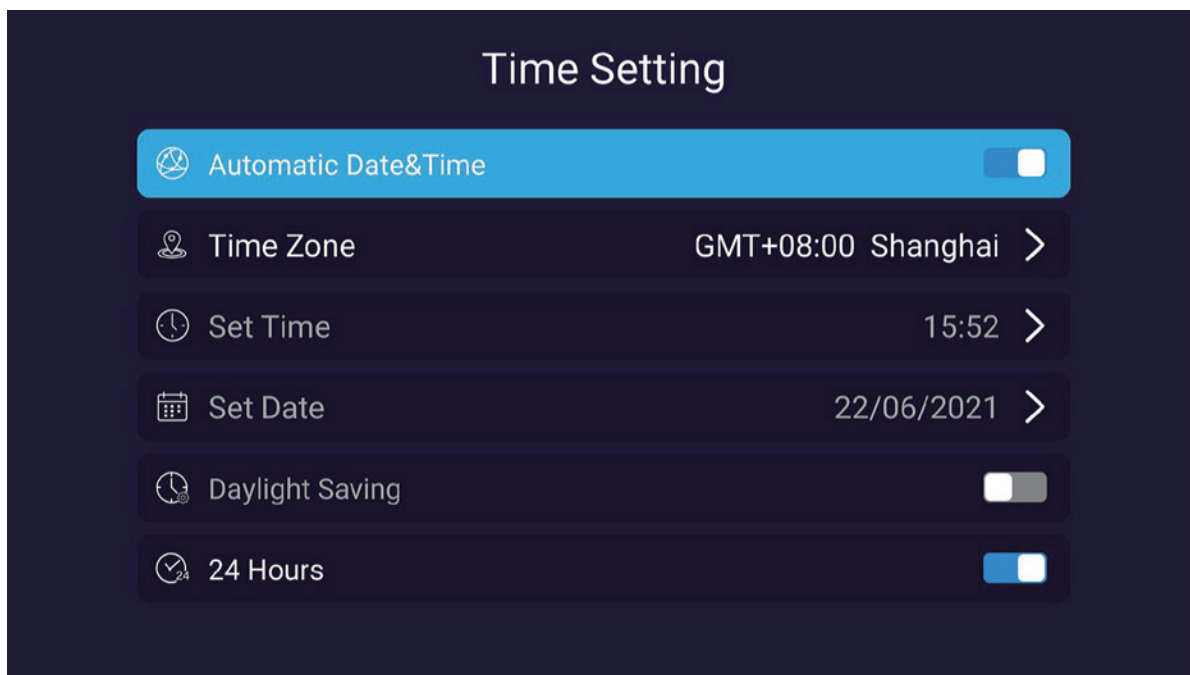 Time Setting
Automatic Date&Time
Time Zone GMT+08:00 Shanghai
Set Time 15:52
Set Date 22/06/2021
Daylight Saving
24 Hours
24